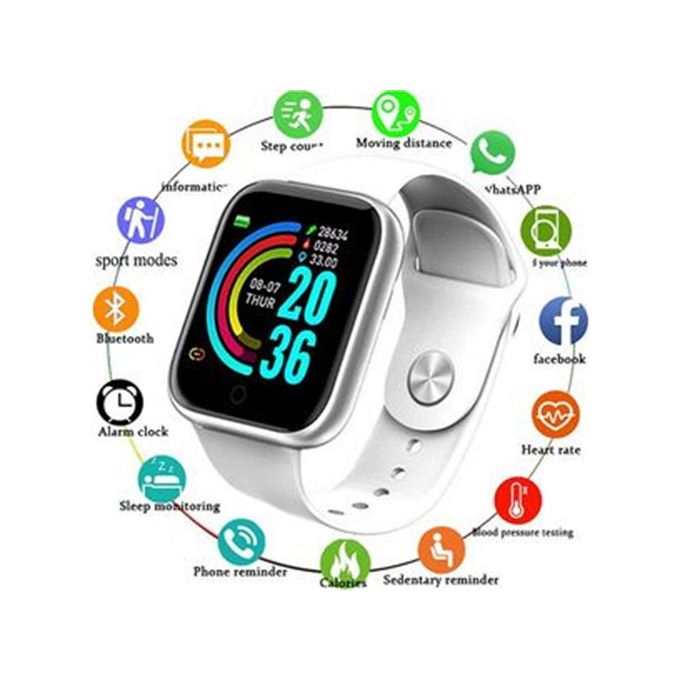 Moving distance
Step count
WhatsAPP
informatic
sport modes
your phone
28634
0282
33.00
08-07
THUR
20
36
Bluetooth
facebook
Alarm clock
Heart rate
Sleep monitoring
Blood pressure testing
Phone reminder
Calories
Sedentary reminder